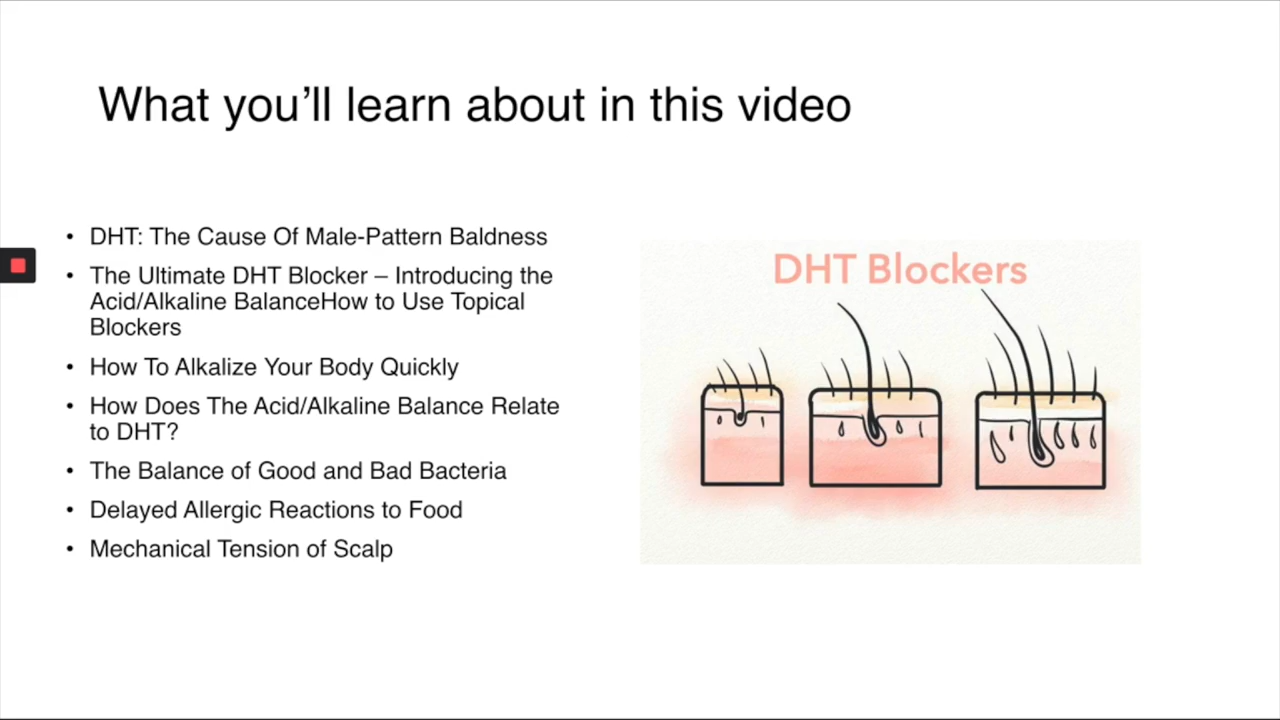 What you’ll learn about in this video
• DHT: The Cause Of Male-Pattern Baldness
• The Ultimate DHT Blocker – Introducing the
Acid/Alkaline BalanceHow to Use Topical
Blockers
• How To Alkalize Your Body Quickly
• How Does The Acid/Alkaline Balance Relate
to DHT?
• The Balance of Good and Bad Bacteria
• Delayed Allergic Reactions to Food
• Mechanical Tension of Scalp
DHT Blockers